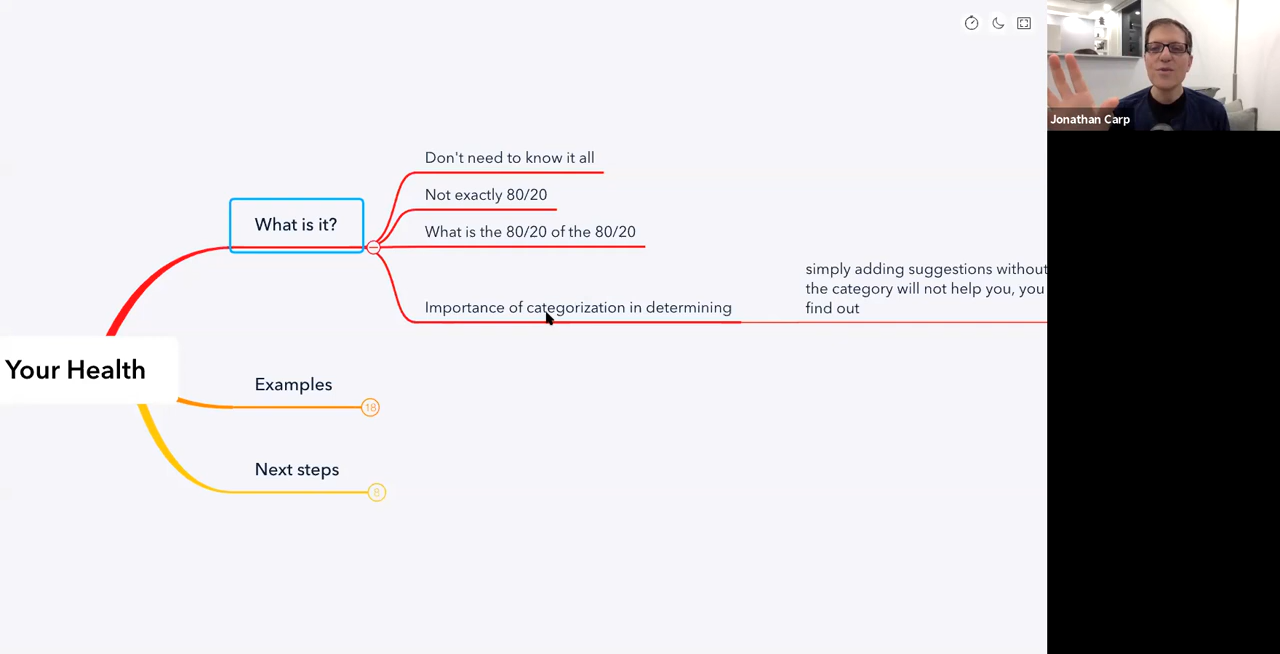 Jonathan Carp
Don't need to know it all
Not exactly 80/20
What is it?
What is the 80/20 of the 80/20
simply adding suggestions without
the category will not help you, you
find out
Importance of categorization in determining
Your Health
Examples
18
Next steps
8